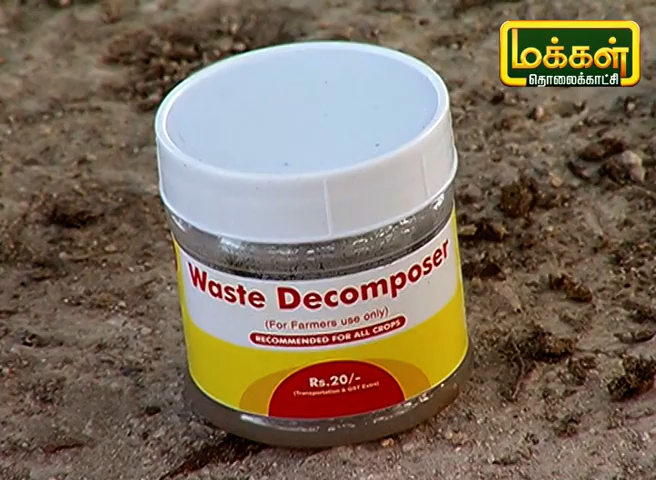 மக்கள்
தொலைக்காட்சி
Waste Decomposer
(For Farmers use only)
RECOMMENDED FOR ALL CROPS
Rs.20/-
(Transportation & GST Extra)